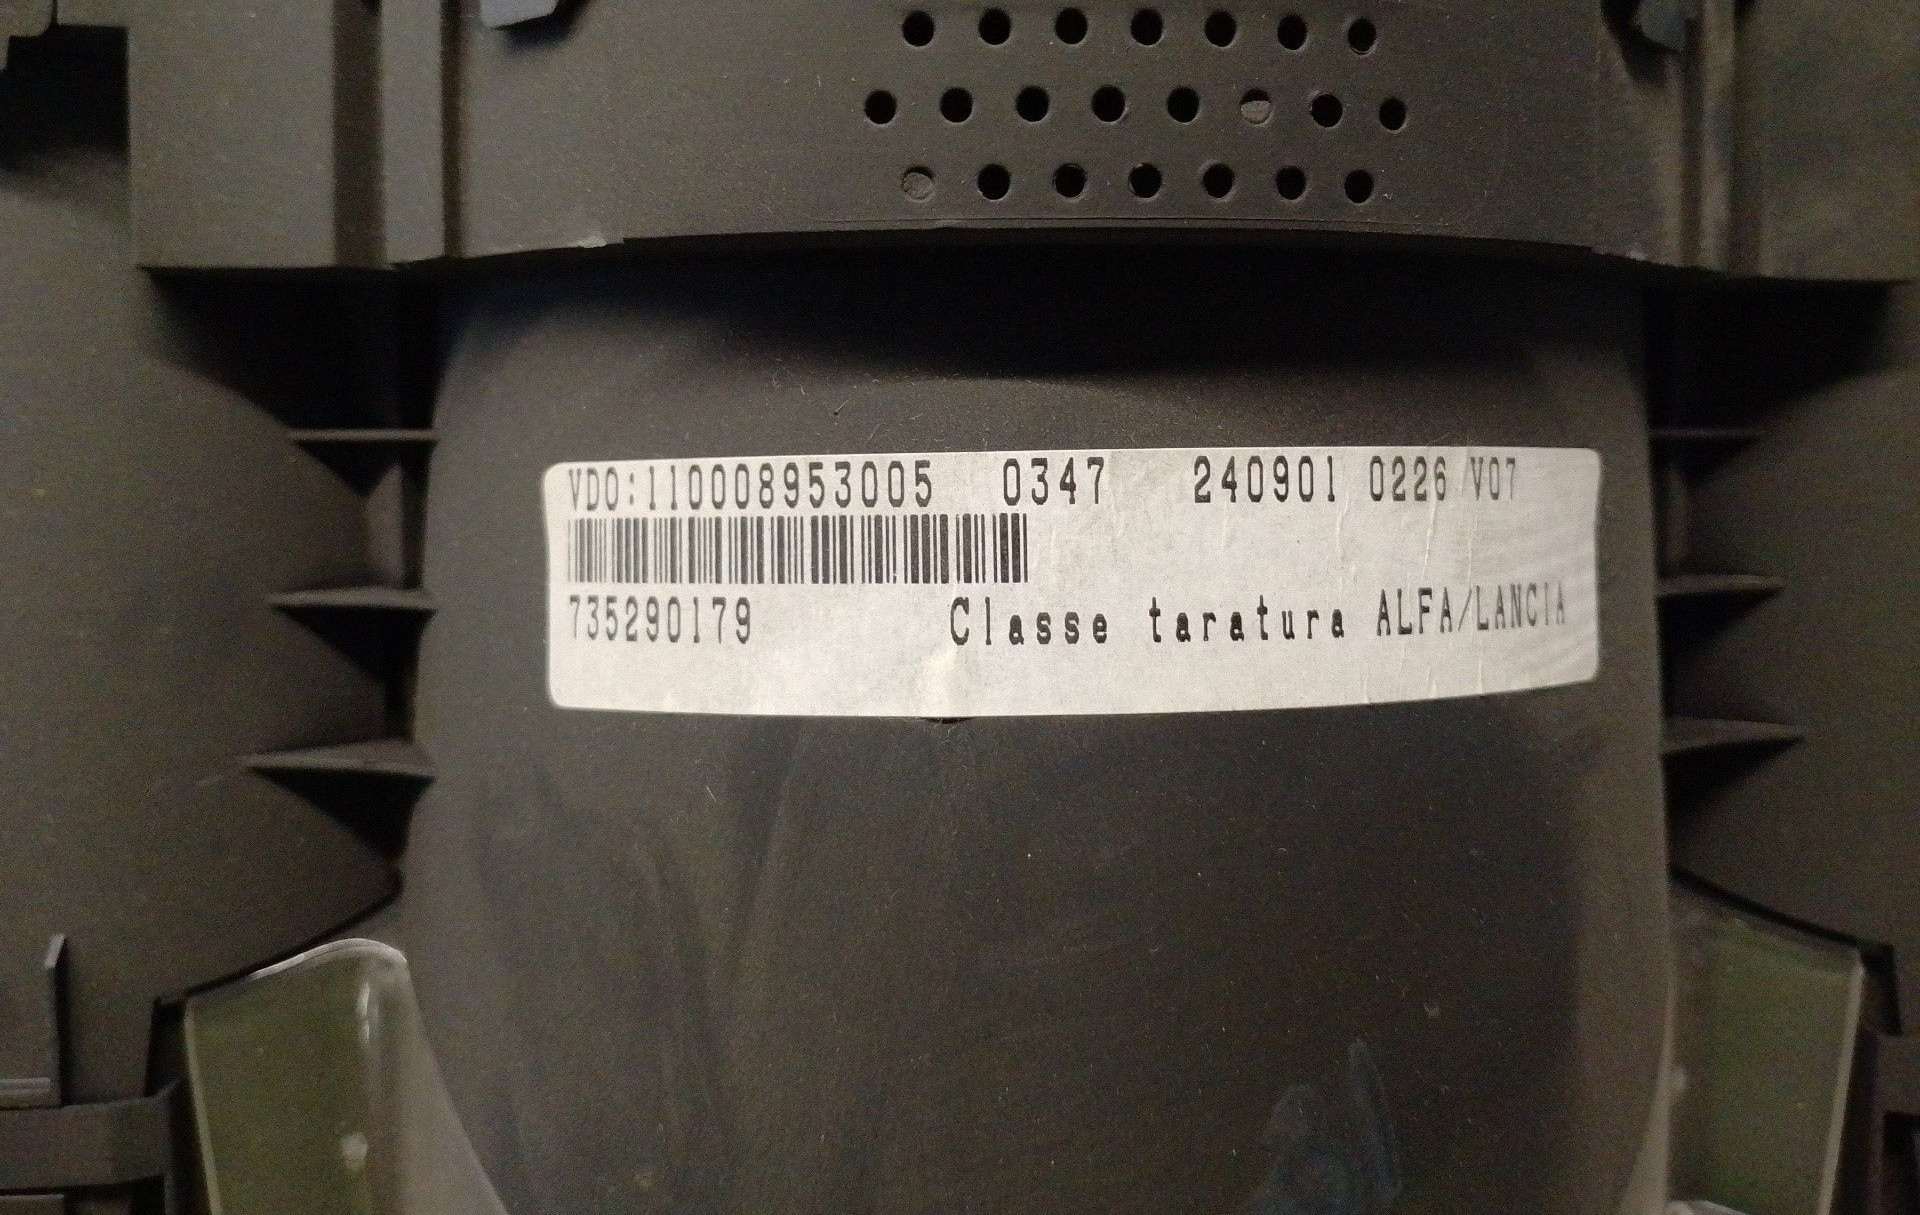 VDO:110008953005 0347 240901 0226 V07
735290179 Classe taratura ALFA/LANCIA